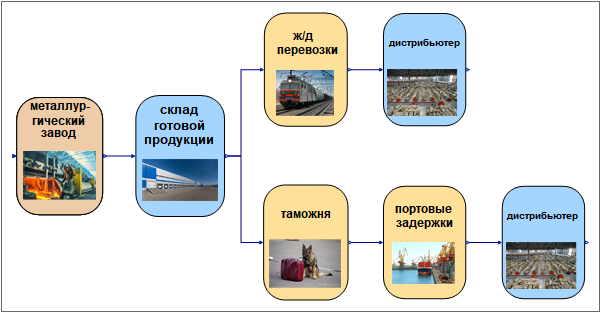 металлур-
гический
завод
склад
готовой
продукции
ж/д
перевозки
дистрибьютер
таможня
портовые
задержки
дистрибьютер